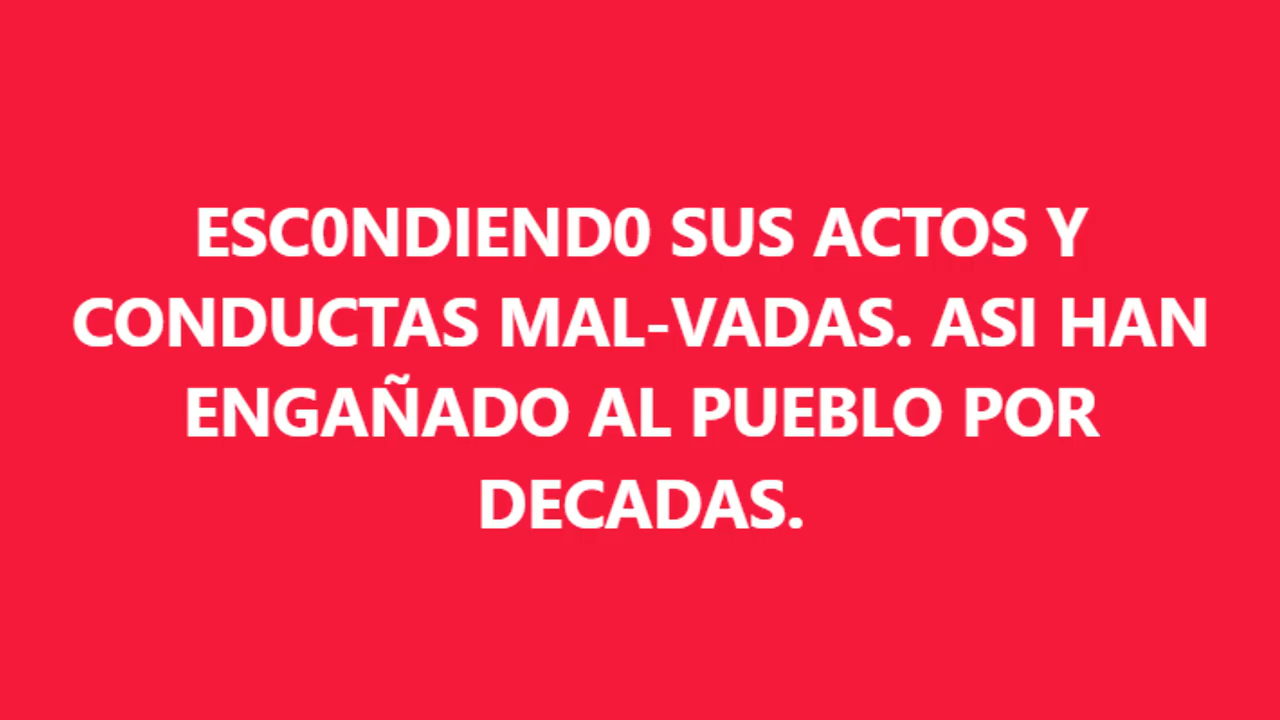 ESC0NDIEND0 SUS ACTOS Y
CONDUCTAS MAL-VADAS. ASI HAN
ENGAÑADO AL PUEBLO POR
DECADAS.